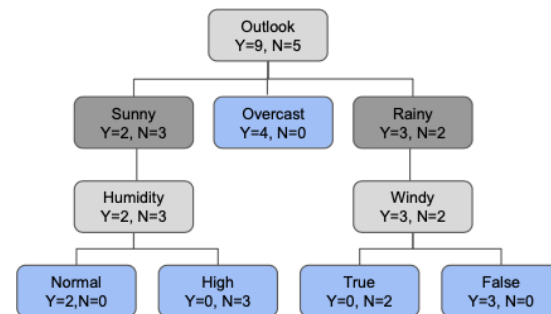 Outlook
Y=9, N=5
Sunny
Y=2, N=3
Overcast
Y=4, N=0
Rainy
Y=3, N=2
Humidity
Y=2, N=3
Windy
Y=3, N=2
Normal
Y=2,N=0
High
Y=0, N=3
True
Y=0, N=2
False
Y=3, N=0